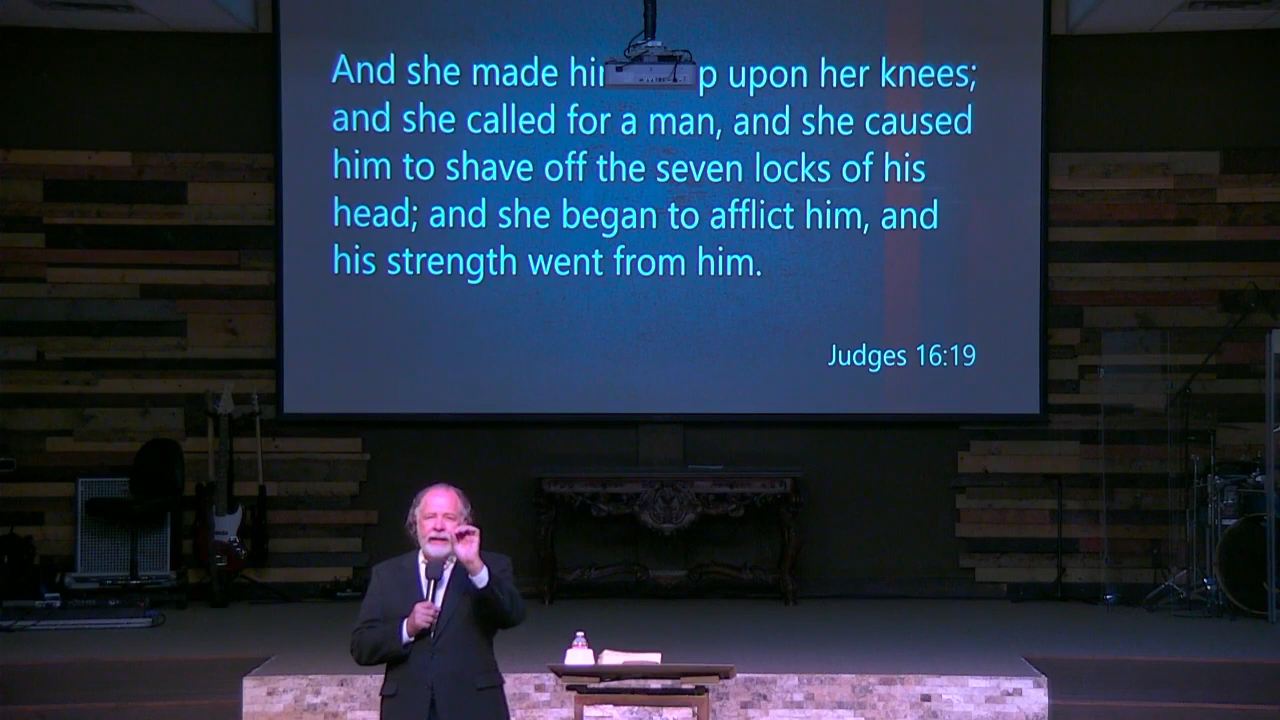 And she made hi p upon her knees;
and she called for a man, and she caused
him to shave off the seven locks of his
head; and she began to afflict him, and
his strength went from him.
Judges 16:19